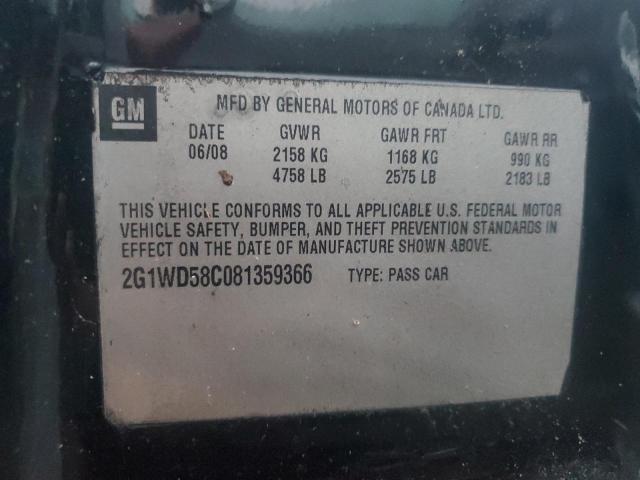 GM
MFD BY GENERAL MOTORS OF CANADA LTD.
DATE GVWR GAWR FRT GAWR RR
06/08 2158 KG 1168 KG 990 KG
4758 LB 2575 LB 2183 LB
THIS VEHICLE CONFORMS TO ALL APPLICABLE U.S. FEDERAL MOTOR
VEHICLE SAFETY, BUMPER, AND THEFT PREVENTION STANDARDS IN
EFFECT ON THE DATE OF MANUFACTURE SHOWN ABOVE.
2G1WD58C081359366 TYPE: PASS CAR